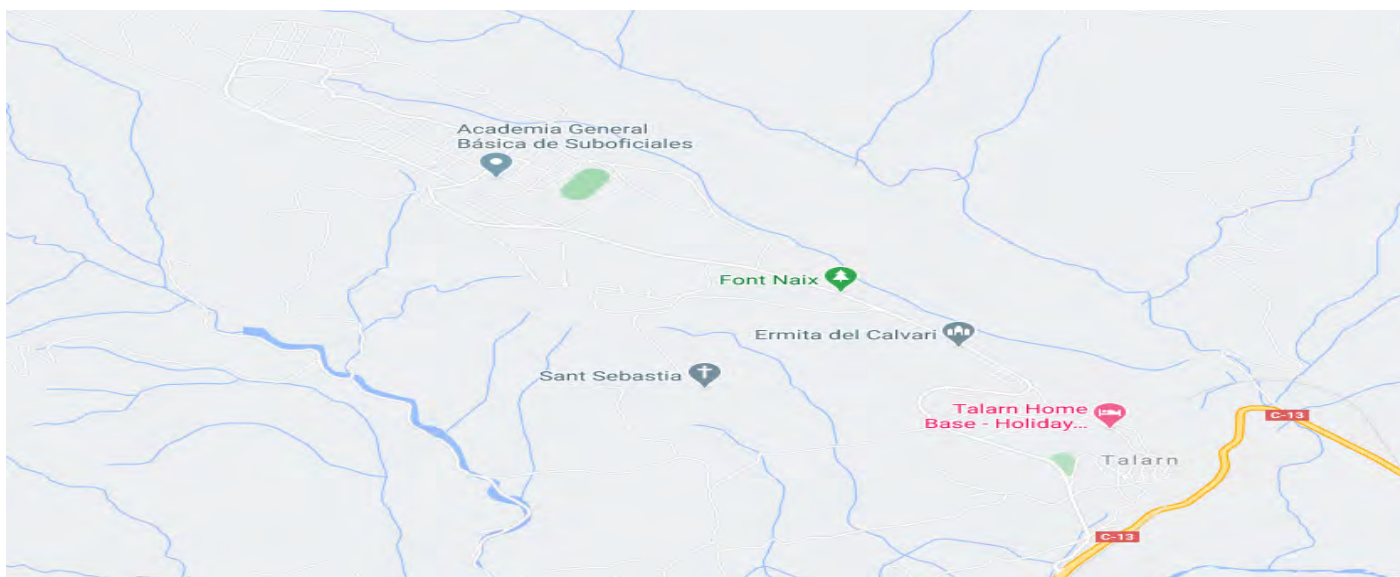 Academia General
Básica de Suboficiales
Font Naix
Ermita del Calvari
Sant Sebastia
Talarn Home
Base - Holiday...
C-13
Talarn
C-13